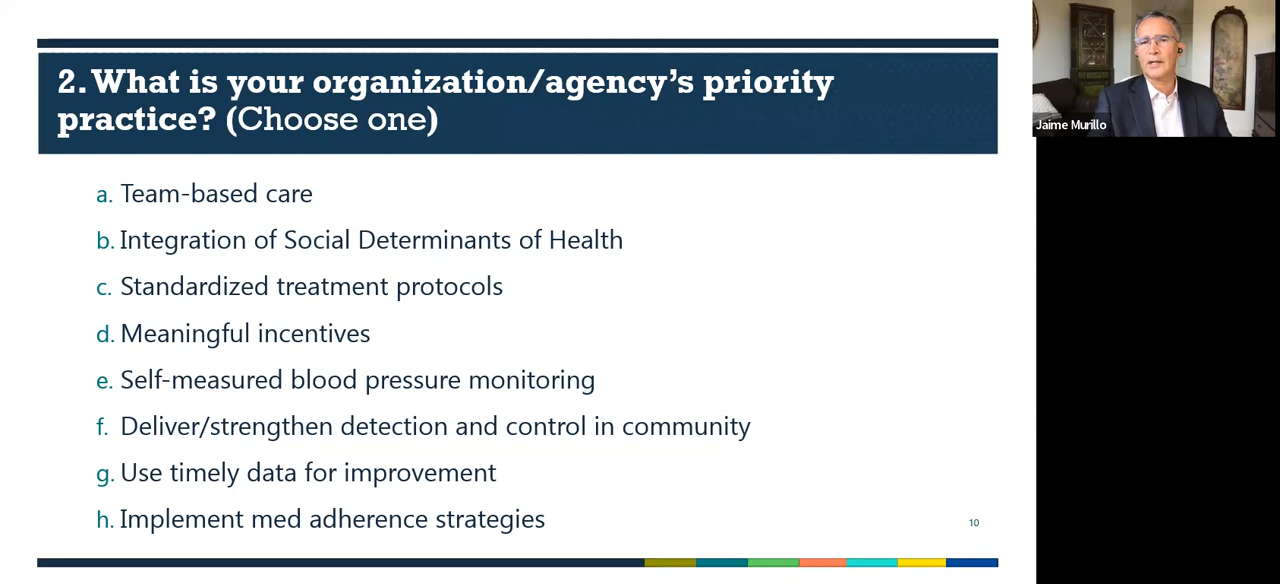 2. What is your organization/agency's priority
practice? (Choose one)
a. Team-based care
b. Integration of Social Determinants of Health
c. Standardized treatment protocols
d. Meaningful incentives
e. Self-measured blood pressure monitoring
f. Deliver/strengthen detection and control in community
g. Use timely data for improvement
h. Implement med adherence strategies
10
Jaime Murillo